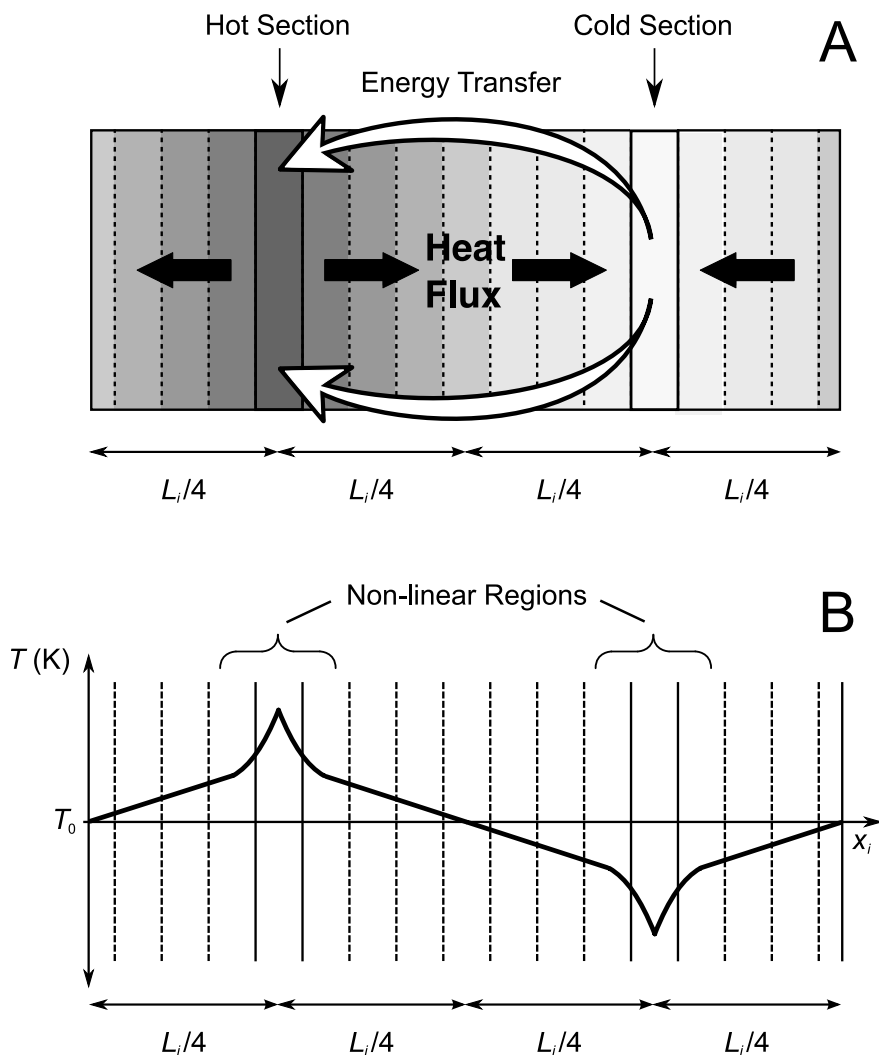 Hot Section Cold Section A
Energy Transfer
Heat
Flux
L_i/4 L_i/4 L_i/4 L_i/4
Non-linear Regions B
T (K)
T_0
x_i
L_i/4 L_i/4 L_i/4 L_i/4